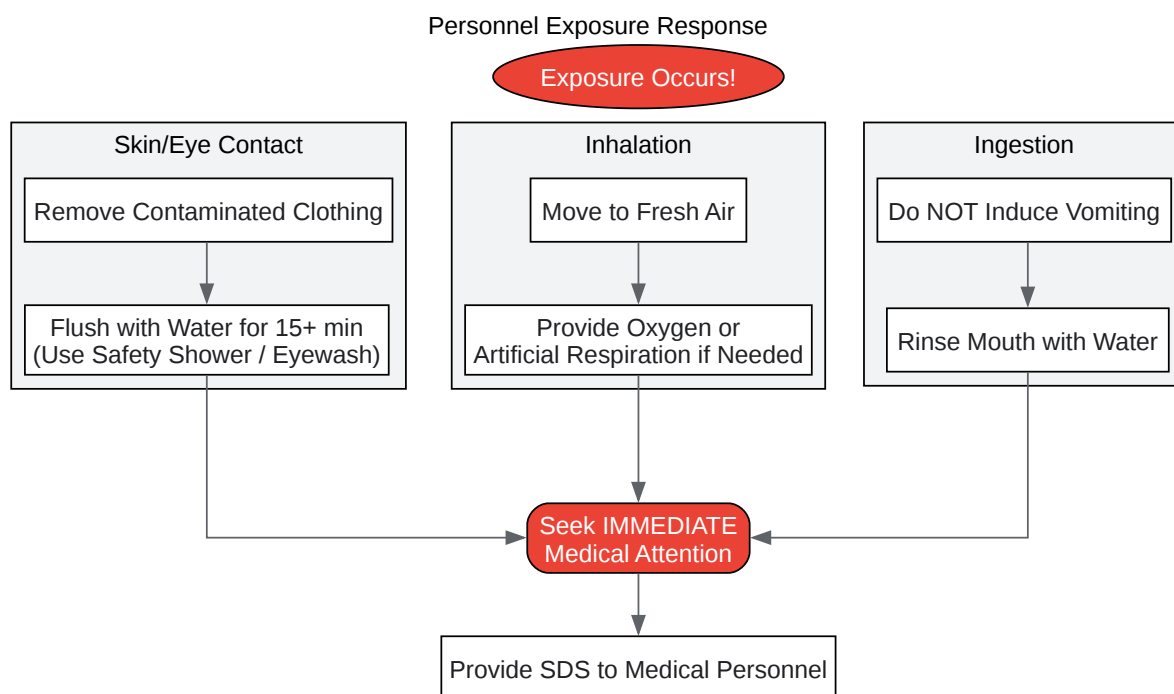 Personnel Exposure Response
Exposure Occurs!
Skin/Eye Contact
Remove Contaminated Clothing
Flush with Water for 15+ min
(Use Safety Shower / Eyewash)
Inhalation
Move to Fresh Air
Provide Oxygen or
Artificial Respiration if Needed
Ingestion
Do NOT Induce Vomiting
Rinse Mouth with Water
Seek IMMEDIATE
Medical Attention
Provide SDS to Medical Personnel